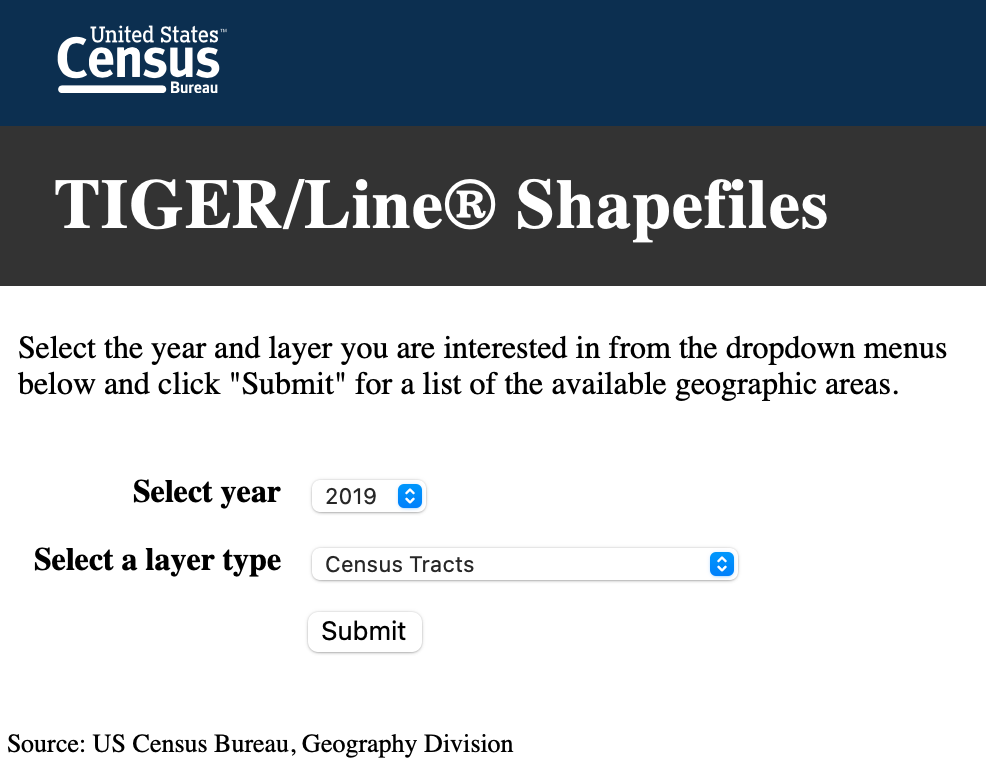 United States™
Census
Bureau
TIGER/Line® Shapefiles
Select the year and layer you are interested in from the dropdown menus
below and click "Submit" for a list of the available geographic areas.
Select year 2019
Select a layer type Census Tracts
Submit
Source: US Census Bureau, Geography Division